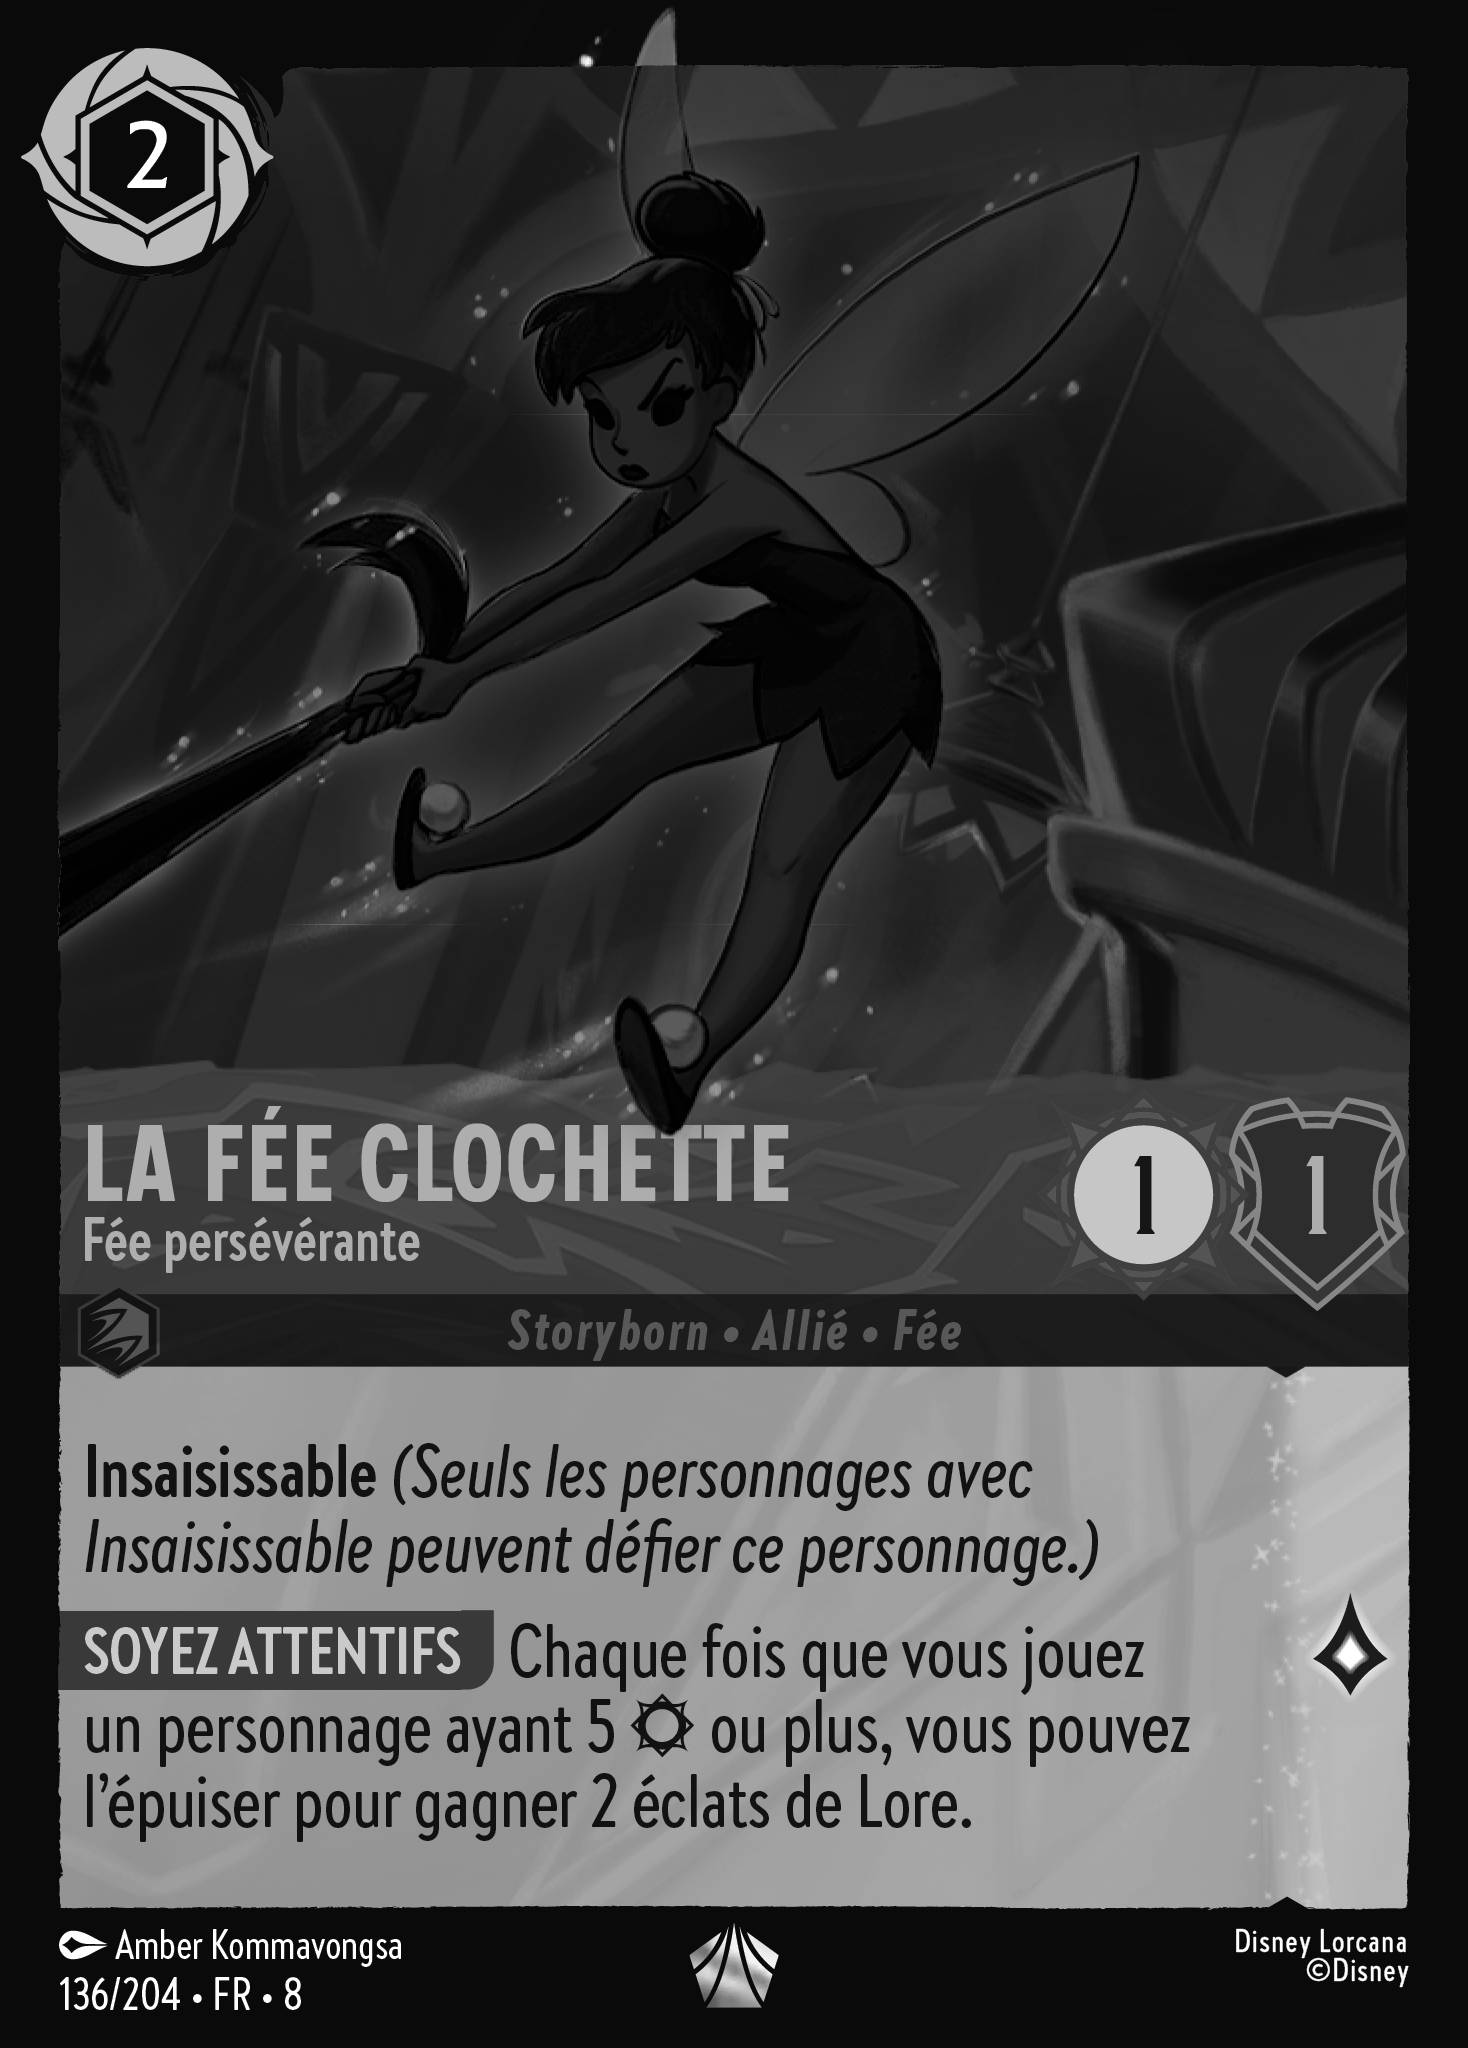 2
LA FÉE CLOCHETTE
Fée persévérante
1
1
Storyborn • Allié • Fée
Insaisissable (Seuls les personnages avec
Insaisissable peuvent défier ce personnage.)
SOYEZ ATTENTIFS Chaque fois que vous jouez
un personnage ayant 5 ou plus, vous pouvez
l’épuiser pour gagner 2 éclats de Lore.
Amber Kommavongsa
136/204 • FR • 8
Disney Lorcana
©Disney